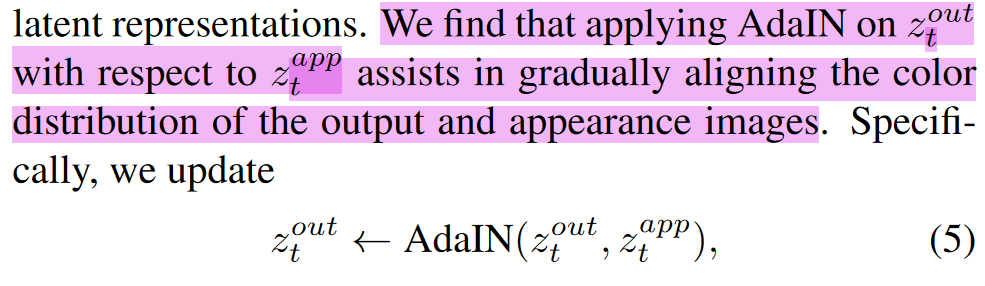 latent representations. We find that applying AdaIN on $z_t^{out}$
with respect to $z_t^{app}$ assists in gradually aligning the color
distribution of the output and appearance images. Specifi-
cally, we update
$z_t^{out} \leftarrow \text{AdaIN}(z_t^{out}, z_t^{app}),$ (5)